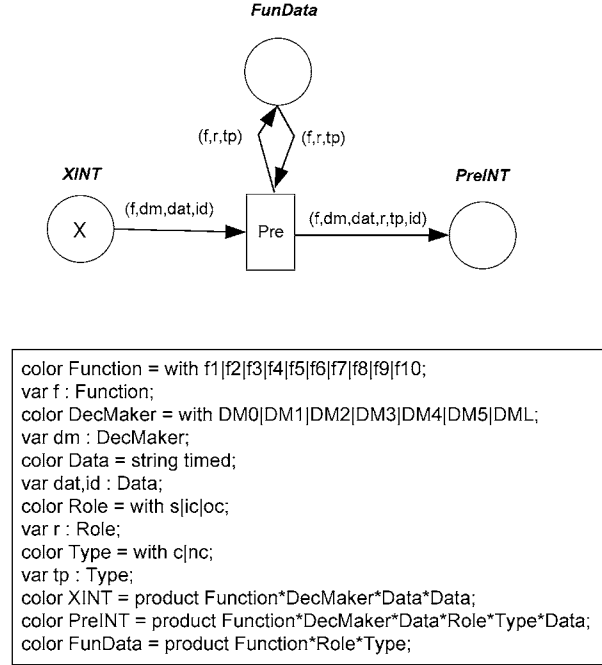 FunData
(f,r,tp) (f,r,tp)
XINT
PreINT
(f,dm,dat,id)
(f,dm,dat,r,tp,id)
X
Pre
color Function = with f1|f2|f3|f4|f5|f6|f7|f8|f9|f10;
var f : Function;
color DecMaker = with DM0|DM1|DM2|DM3|DM4|DM5|DML;
var dm : DecMaker;
color Data = string timed;
var dat,id : Data;
color Role = with s|ic|oc;
var r : Role;
color Type = with c|nc;
var tp : Type;
color XINT = product Function*DecMaker*Data*Data;
color PreINT = product Function*DecMaker*Data*Role*Type*Data;
color FunData = product Function*Role*Type;